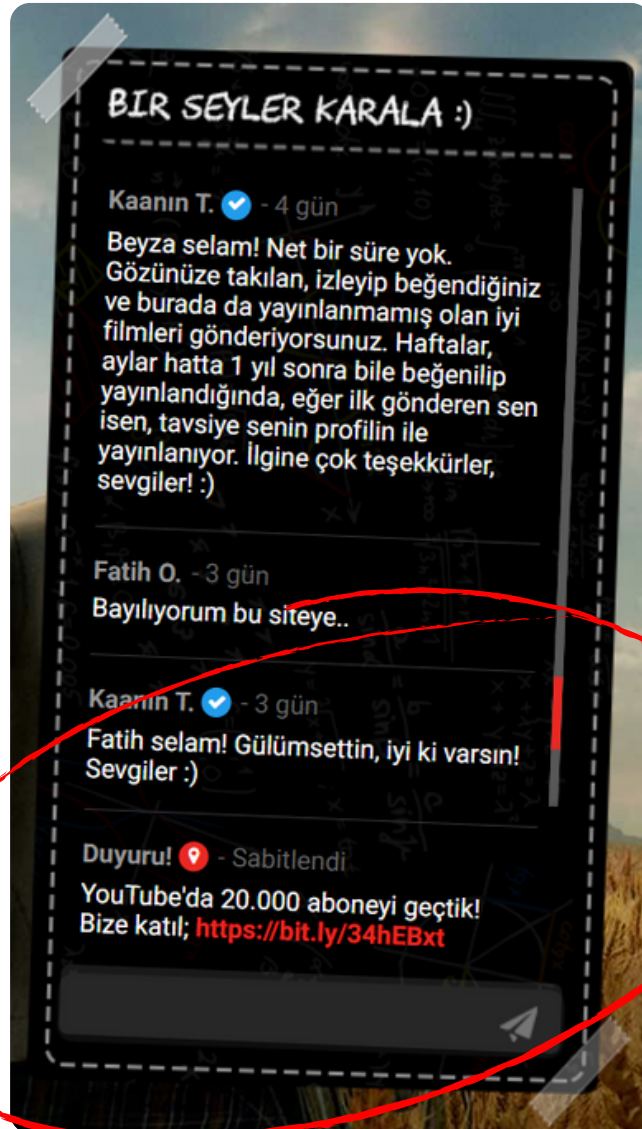 BIR SEYLER KARALA :)
Kaanın T. - 4 gün
Beyza selam! Net bir süre yok.
Gözünüze takılan, izleyip beğendiğiniz
ve burada da yayınlanmamış olan iyi
filmleri gönderiyorsunuz. Haftalar,
aylar hatta 1 yıl sonra bile beğenilip
yayınlandığında, eğer ilk gönderen sen
isen, tavsiye senin profilin ile
yayınlanıyor. İlgine çok teşekkürler,
sevgiler! :)
Fatih O. - 3 gün
Bayılıyorum bu siteye..
Kaanın T. - 3 gün
Fatih selam! Gülümsettin, iyi ki varsın!
Sevgiler :)
Duyuru! - Sabitlendi
YouTube'da 20.000 aboneyi geçtik!
Bize katıl; https://bit.ly/34hEBxt